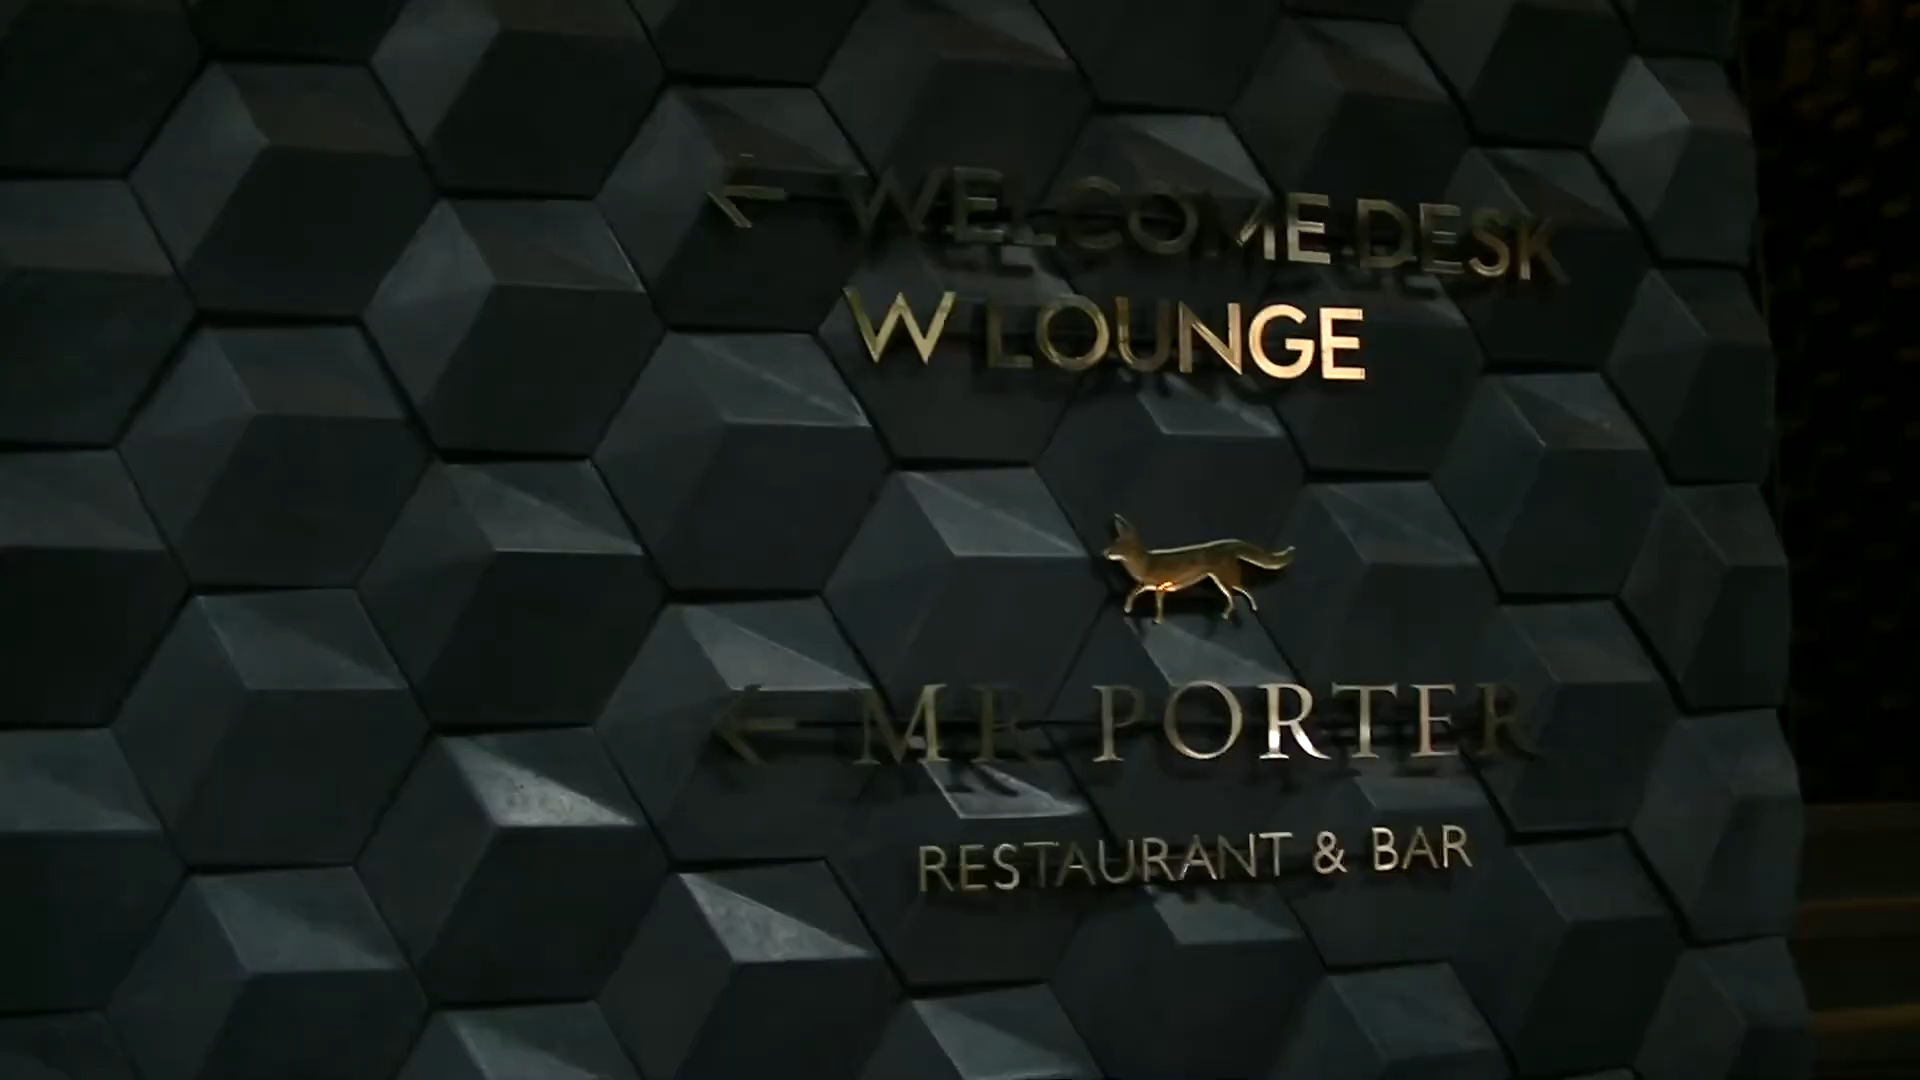 ← WELCOME DESK
W LOUNGE
← MR PORTER
RESTAURANT & BAR